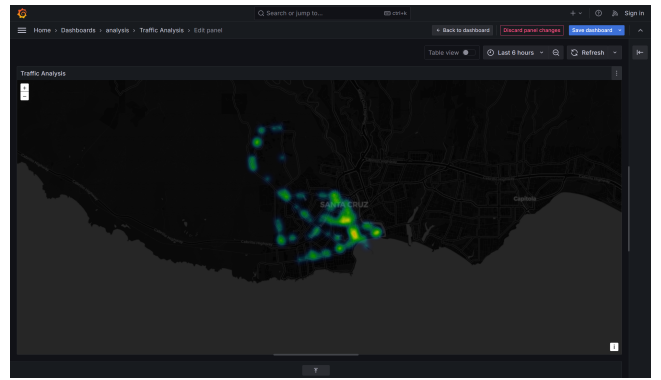 Search or jump to... ctrl+k Sign in
Home › Dashboards › analysis › Traffic Analysis › Edit panel Back to dashboard Discard panel changes Save dashboard
Table view Last 6 hours Refresh
Traffic Analysis
+
−
SANTA CRUZ
Capitola
i